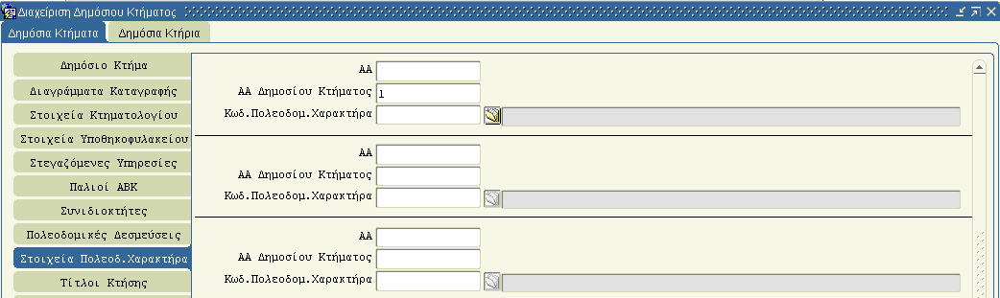 Διαχείριση Δημόσιου Κτήματος
Δημόσια Κτήματα Δημόσια Κτήρια
Δημόσιο Κτήμα
Διαγράμματα Καταγραφής
Στοιχεία Κτηματολογίου
Στοιχεία Υποθηκοφυλακείου
Στεγαζόμενες Υπηρεσίες
Παλιοί ΑΒΚ
Συνιδιοκτήτες
Πολεοδομικές Δεσμεύσεις
Στοιχεία Πολεοδ.Χαρακτήρα
Τίτλοι Κτήσης
ΑΑ
ΑΑ Δημοσίου Κτήματος 1
Κωδ.Πολεοδομ.Χαρακτήρα
ΑΑ
ΑΑ Δημοσίου Κτήματος
Κωδ.Πολεοδομ.Χαρακτήρα
ΑΑ
ΑΑ Δημοσίου Κτήματος
Κωδ.Πολεοδομ.Χαρακτήρα